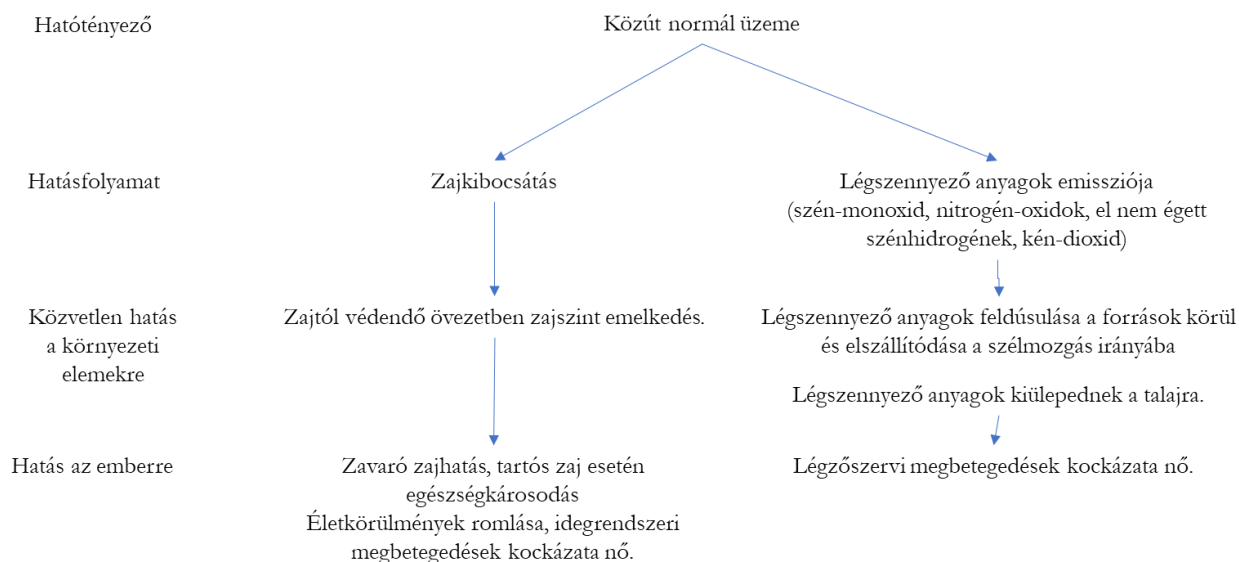 Hatótényező
Közút normál üzeme
Hatásfolyamat
Zajkibocsátás
Légszennyező anyagok emissziója
(szén-monoxid, nitrogén-oxidok, el nem égett
szénhidrogének, kén-dioxid)
Közvetlen hatás
a környezeti
elemekre
Zajtól védendő övezetben zajszint emelkedés.
Légszennyező anyagok feldúsulása a források körül
és elszállítódása a szélmozgás irányába
Légszennyező anyagok kiülepednek a talajra.
Hatás az emberre
Zavaró zajhatás, tartós zaj esetén
egészségkárosodás
Életkörülmények romlása, idegrendszeri
megbetegedések kockázata nő.
Légzőszervi megbetegedések kockázata nő.